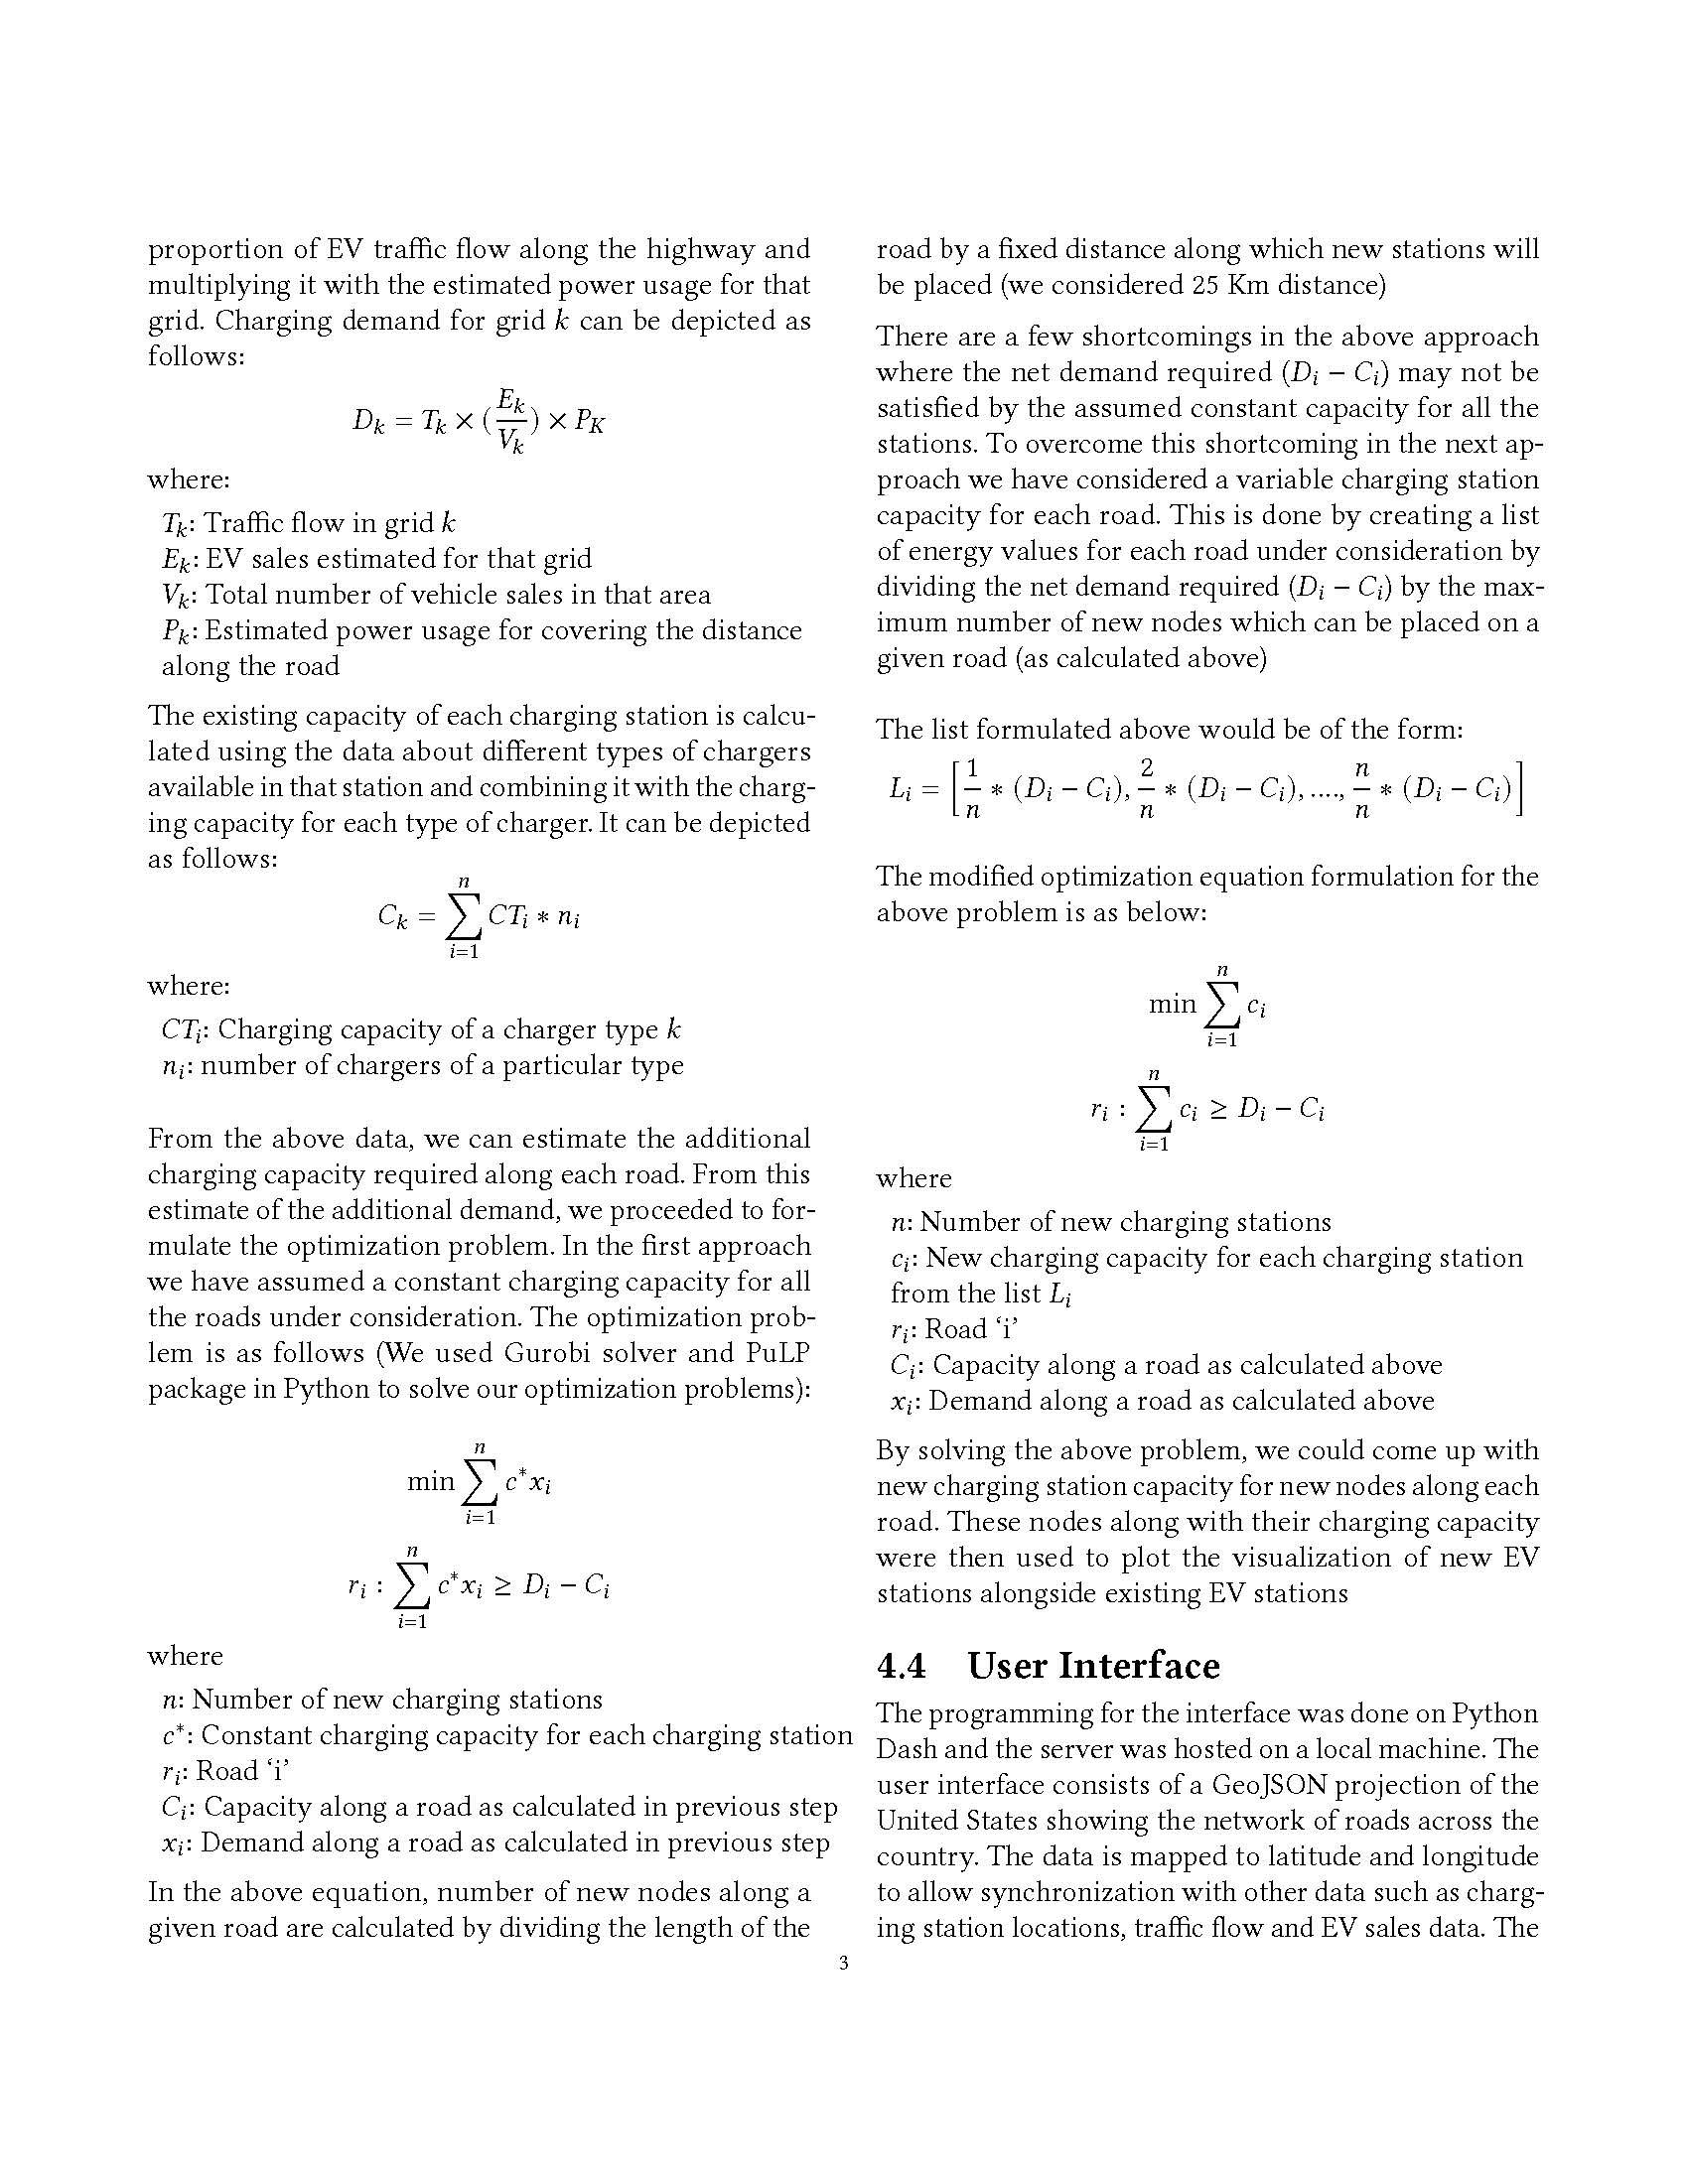 proportion of EV traffic flow along the highway and
multiplying it with the estimated power usage for that
grid. Charging demand for grid k can be depicted as
follows:
D_k = T_k × (E_k / V_k) × P_K
where:
T_k: Traffic flow in grid k
E_k: EV sales estimated for that grid
V_k: Total number of vehicle sales in that area
P_k: Estimated power usage for covering the distance
along the road
The existing capacity of each charging station is calcu-
lated using the data about different types of chargers
available in that station and combining it with the charg-
ing capacity for each type of charger. It can be depicted
as follows:
C_k = \sum_{i=1}^{n} CT_i * n_i
where:
CT_i: Charging capacity of a charger type k
n_i: number of chargers of a particular type
From the above data, we can estimate the additional
charging capacity required along each road. From this
estimate of the additional demand, we proceeded to for-
mulate the optimization problem. In the first approach
we have assumed a constant charging capacity for all
the roads under consideration. The optimization prob-
lem is as follows (We used Gurobi solver and PuLP
package in Python to solve our optimization problems):
min \sum_{i=1}^{n} c^* x_i
r_i : \sum_{i=1}^{n} c^* x_i ≥ D_i − C_i
where
n: Number of new charging stations
c^*: Constant charging capacity for each charging station
r_i: Road ‘i’
C_i: Capacity along a road as calculated in previous step
x_i: Demand along a road as calculated in previous step
In the above equation, number of new nodes along a
given road are calculated by dividing the length of the
road by a fixed distance along which new stations will
be placed (we considered 25 Km distance)
There are a few shortcomings in the above approach
where the net demand required (D_i − C_i) may not be
satisfied by the assumed constant capacity for all the
stations. To overcome this shortcoming in the next ap-
proach we have considered a variable charging station
capacity for each road. This is done by creating a list
of energy values for each road under consideration by
dividing the net demand required (D_i − C_i) by the max-
imum number of new nodes which can be placed on a
given road (as calculated above)
The list formulated above would be of the form:
L_i = [1/n * (D_i − C_i), 2/n * (D_i − C_i), ...., n/n * (D_i − C_i)]
The modified optimization equation formulation for the
above problem is as below:
min \sum_{i=1}^{n} c_i
r_i : \sum_{i=1}^{n} c_i ≥ D_i − C_i
where
n: Number of new charging stations
c_i: New charging capacity for each charging station
from the list L_i
r_i: Road ‘i’
C_i: Capacity along a road as calculated above
x_i: Demand along a road as calculated above
By solving the above problem, we could come up with
new charging station capacity for new nodes along each
road. These nodes along with their charging capacity
were then used to plot the visualization of new EV
stations alongside existing EV stations
4.4 User Interface
The programming for the interface was done on Python
Dash and the server was hosted on a local machine. The
user interface consists of a GeoJSON projection of the
United States showing the network of roads across the
country. The data is mapped to latitude and longitude
to allow synchronization with other data such as charg-
ing station locations, traffic flow and EV sales data. The
3